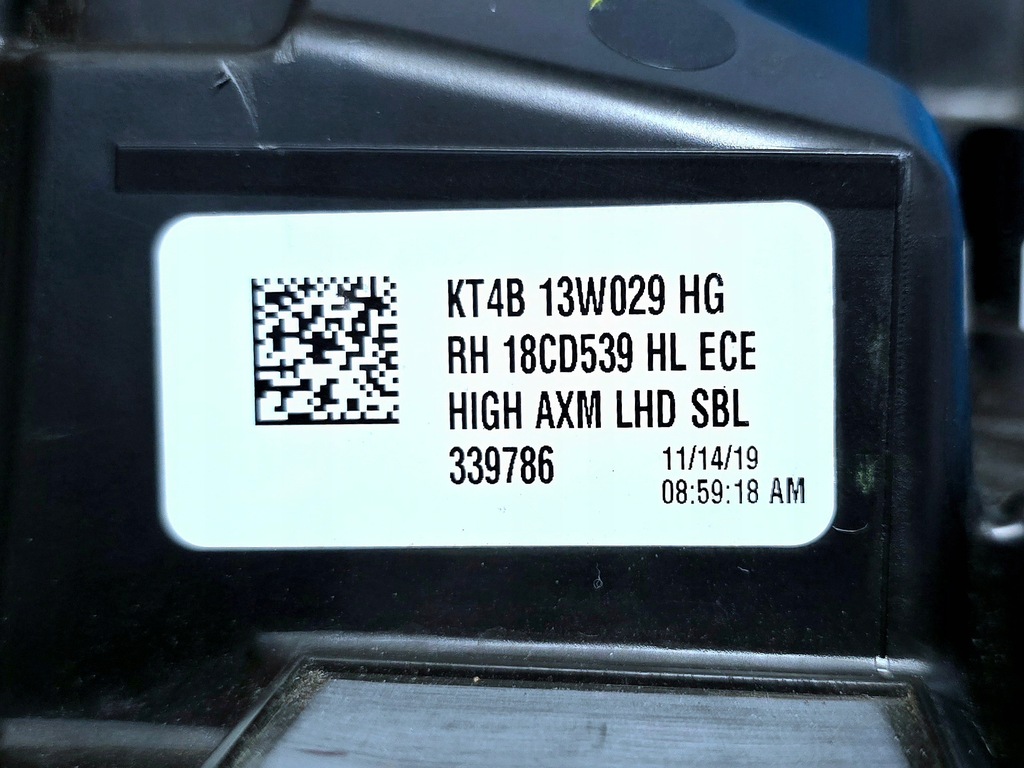 KT4B 13W029 HG
RH 18CD539 HL ECE
HIGH AXM LHD SBL
339786
11/14/19
08:59:18 AM